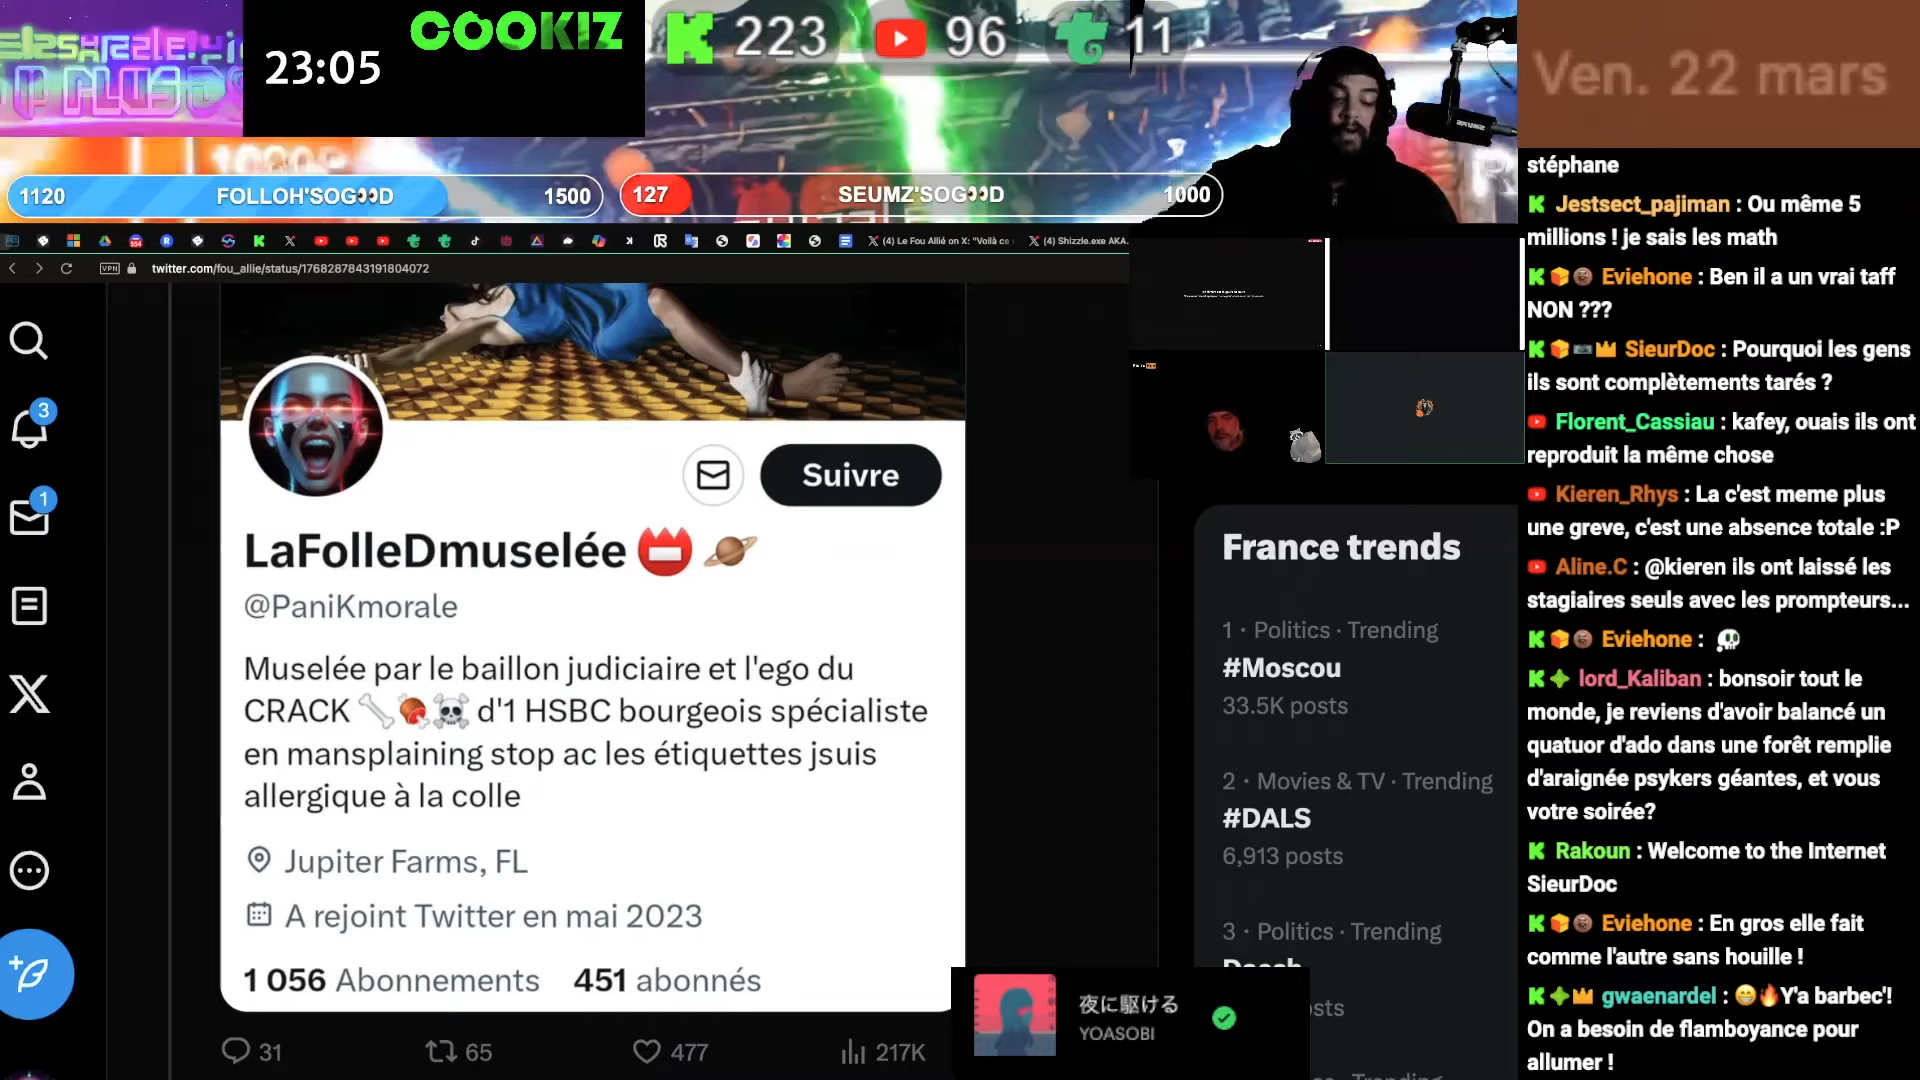 COOKIZ
23:05
223
96
11
Ven. 22 mars
1120
FOLLOH'SOG👀D
1500
127
SEUMZ'SOG👀D
1000
(4) Le Fou Allié on X: "Voilà ce
(4) Shizzle.exe AKA.
VPN
twitter.com/fou_allie/status/1768287843191804072
3
1
Suivre
LaFolleDmuselée 📛 🪐
@PaniKmorale
Muselée par le baillon judiciaire et l'ego du
CRACK 🦴🍖☠️ d'1 HSBC bourgeois spécialiste
en mansplaining stop ac les étiquettes jsuis
allergique à la colle
Jupiter Farms, FL
A rejoint Twitter en mai 2023
1 056 Abonnements 451 abonnés
31
65
477
217K
France trends
1 · Politics · Trending
#Moscou
33.5K posts
2 · Movies & TV · Trending
#DALS
6,913 posts
3 · Politics · Trending
夜に駆ける
YOASOBI
stéphane
Jestsect_pajiman : Ou même 5
millions ! je sais les math
Eviehone : Ben il a un vrai taff
NON ???
SieurDoc : Pourquoi les gens
ils sont complètements tarés ?
Florent_Cassiau : kafey, ouais ils ont
reproduit la même chose
Kieren_Rhys : La c'est meme plus
une greve, c'est une absence totale :P
Aline.C : @kieren ils ont laissé les
stagiaires seuls avec les prompteurs...
Eviehone : 💀
lord_Kaliban : bonsoir tout le
monde, je reviens d'avoir balancé un
quatuor d'ado dans une forêt remplie
d'araignée psykers géantes, et vous
votre soirée?
Rakoun : Welcome to the Internet
SieurDoc
Eviehone : En gros elle fait
comme l'autre sans houille !
gwaenardel : 😁🔥Y'a barbec'!
On a besoin de flamboyance pour
allumer !